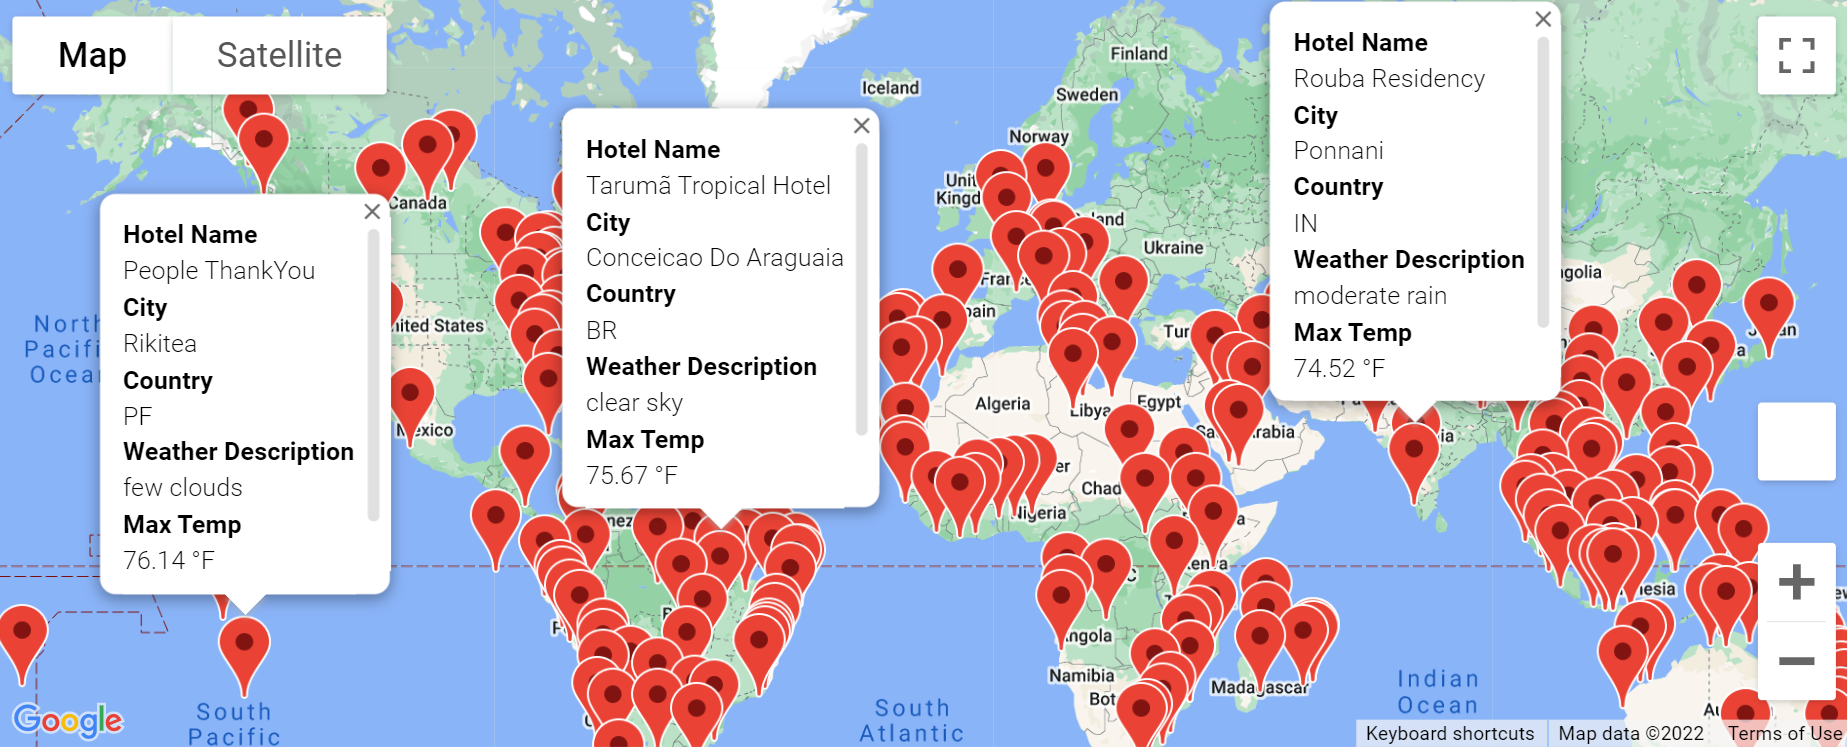 Map
Satellite
Hotel Name
People ThankYou
City
Rikitea
Country
PF
Weather Description
few clouds
Max Temp
76.14 °F
Hotel Name
Tarumã Tropical Hotel
City
Conceicao Do Araguaia
Country
BR
Weather Description
clear sky
Max Temp
75.67 °F
Hotel Name
Rouba Residency
City
Ponnani
Country
IN
Weather Description
moderate rain
Max Temp
74.52 °F
Iceland
Finland
Sweden
Norway
Ukraine
Canada
Mexico
Algeria
Libya
Egypt
Chad
Nigeria
Namibia
Madagascar
North
Pacific
Ocean
South
Pacific
South
Atlantic
Indian
Ocean
Google
Keyboard shortcuts
Map data ©2022
Terms of Use